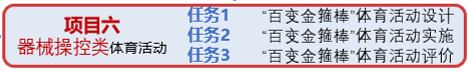 项目六
器械操控类体育活动
任务1 “百变金箍棒”体育活动设计
任务2 “百变金箍棒”体育活动实施
任务3 “百变金箍棒”体育活动评价